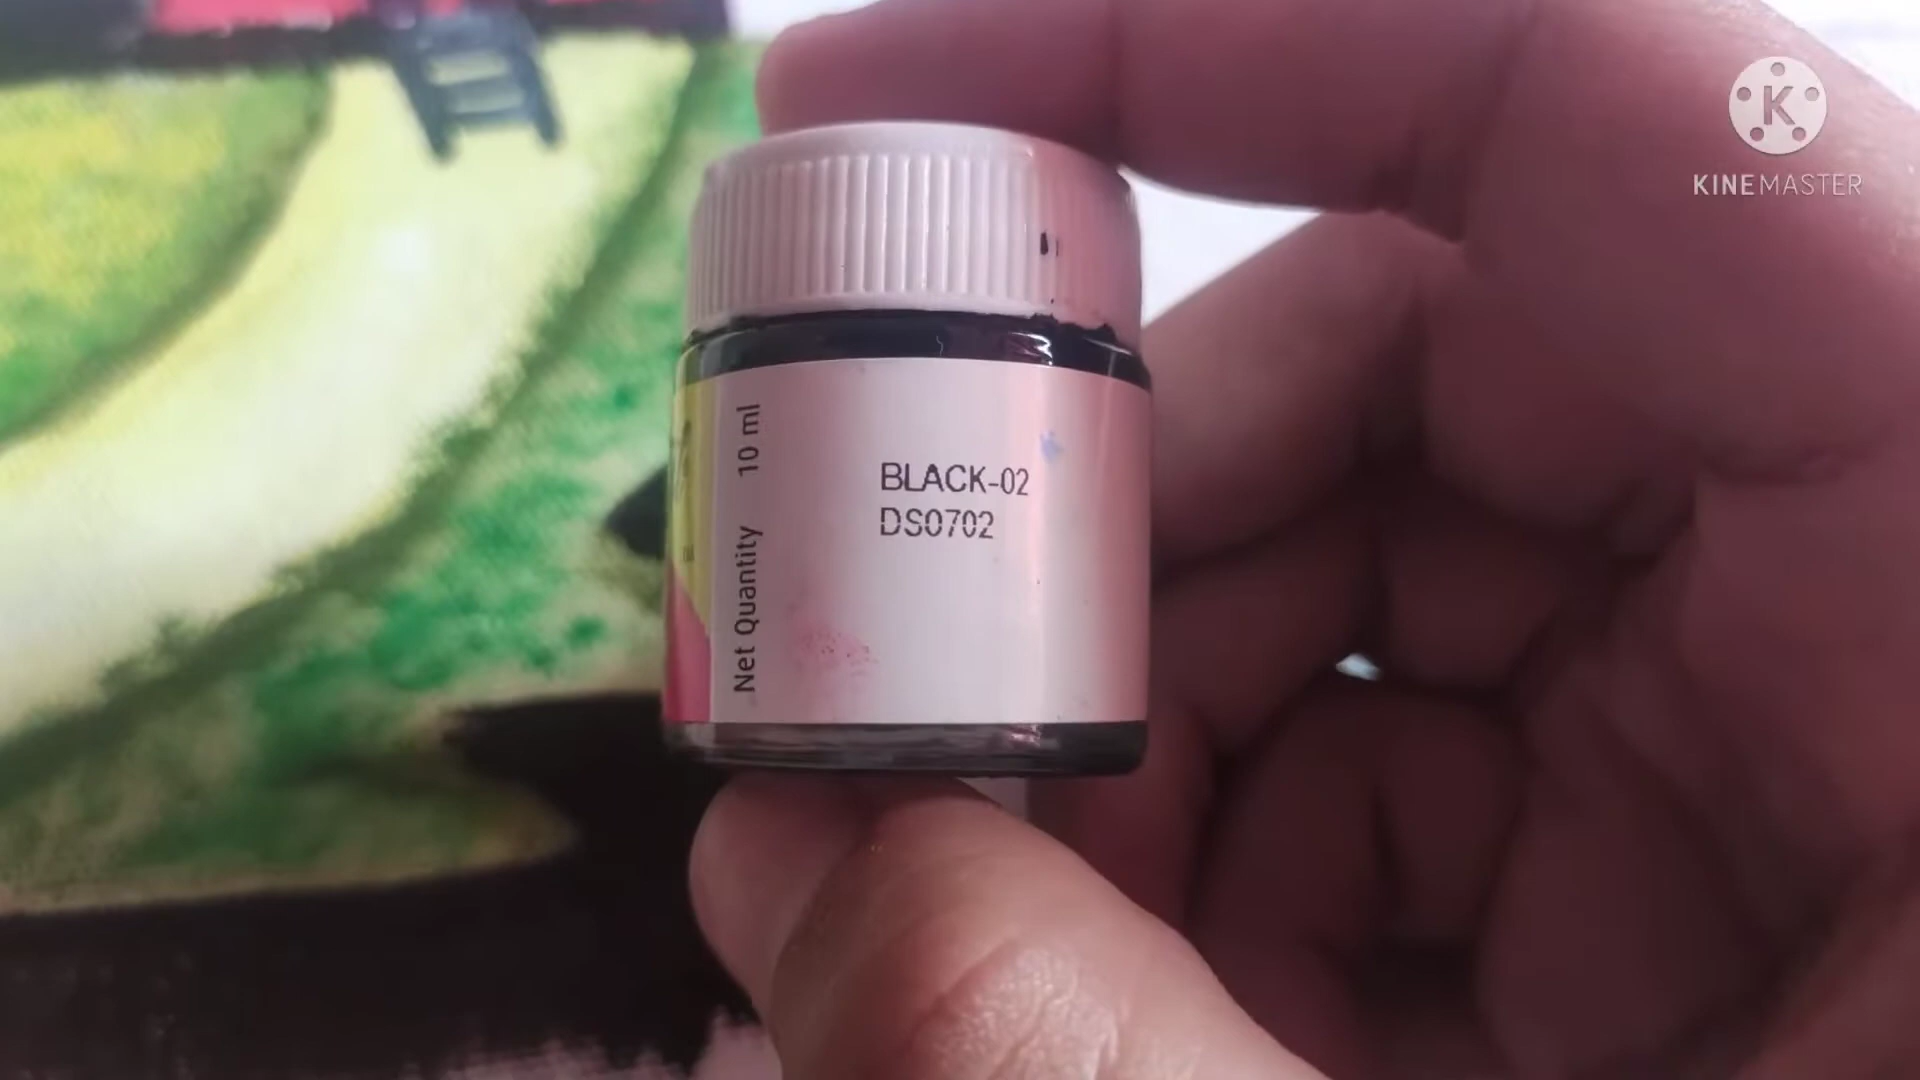 K
KINEMASTER
BLACK-02
DS0702
Net Quantity 10 ml